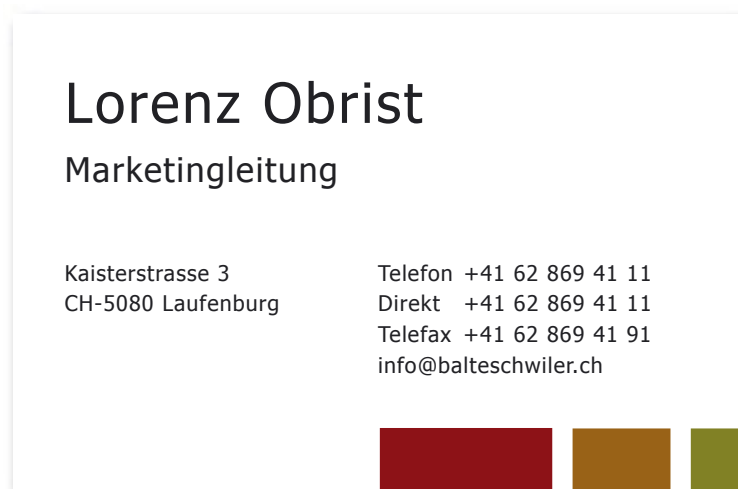 Lorenz Obrist
Marketingleitung
Kaisterstrasse 3
CH-5080 Laufenburg
Telefon +41 62 869 41 11
Direkt +41 62 869 41 11
Telefax +41 62 869 41 91
info@balteschwiler.ch